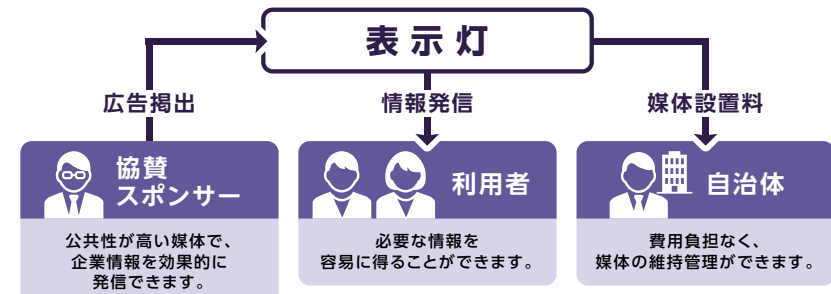 表示灯
広告掲出
情報発信
媒体設置料
協賛
スポンサー
利用者
自治体
公共性が高い媒体で、
企業情報を効果的に
発信できます。
必要な情報を
容易に得ることができます。
費用負担なく、
媒体の維持管理ができます。